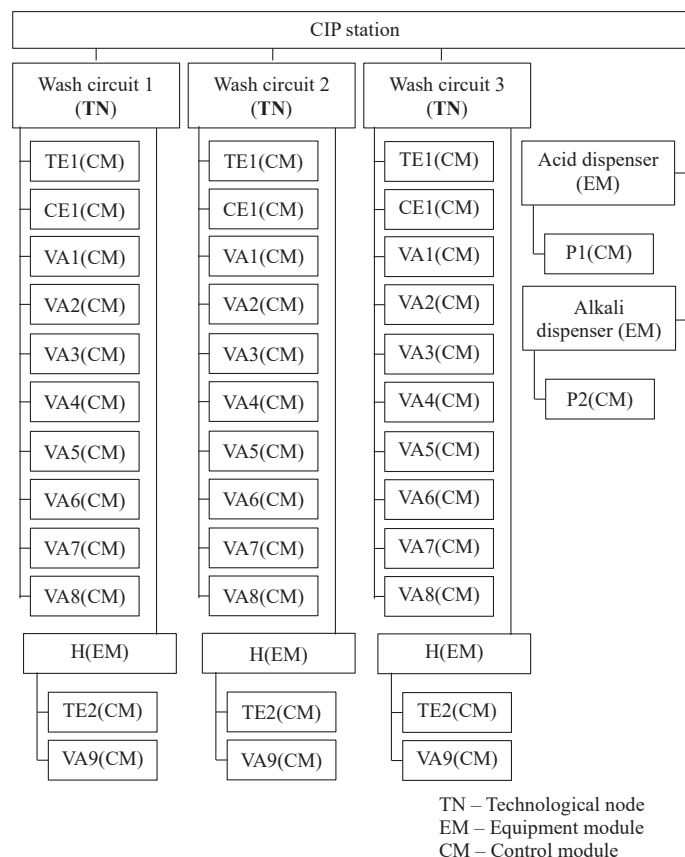 CIP station
Wash circuit 1
(TN)
TE1(CM)
CE1(CM)
VA1(CM)
VA2(CM)
VA3(CM)
VA4(CM)
VA5(CM)
VA6(CM)
VA7(CM)
VA8(CM)
H(EM)
TE2(CM)
VA9(CM)
Wash circuit 2
(TN)
TE1(CM)
CE1(CM)
VA1(CM)
VA2(CM)
VA3(CM)
VA4(CM)
VA5(CM)
VA6(CM)
VA7(CM)
VA8(CM)
H(EM)
TE2(CM)
VA9(CM)
Wash circuit 3
(TN)
TE1(CM)
CE1(CM)
VA1(CM)
VA2(CM)
VA3(CM)
VA4(CM)
VA5(CM)
VA6(CM)
VA7(CM)
VA8(CM)
H(EM)
TE2(CM)
VA9(CM)
Acid dispenser
(EM)
P1(CM)
Alkali
dispenser (EM)
P2(CM)
TN – Technological node
EM – Equipment module
CM – Control module